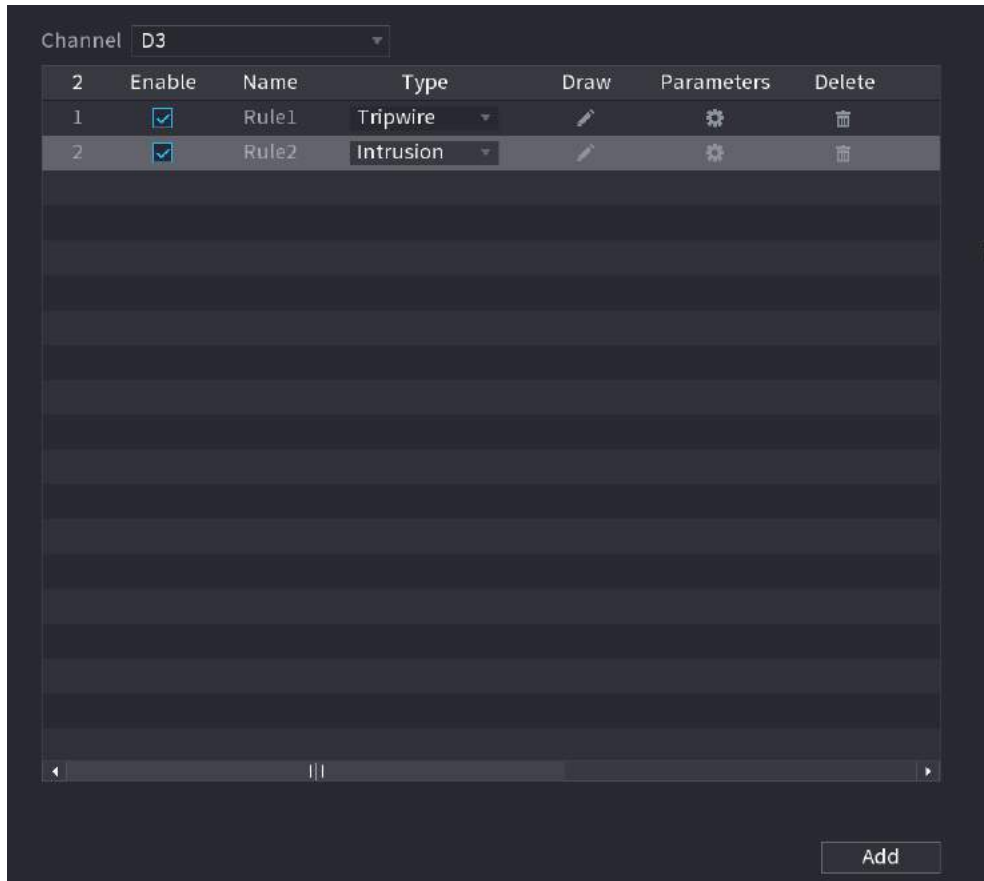 Channel D3
2 Enable Name Type Draw Parameters Delete
1 Rule1 Tripwire
2 Rule2 Intrusion
Add